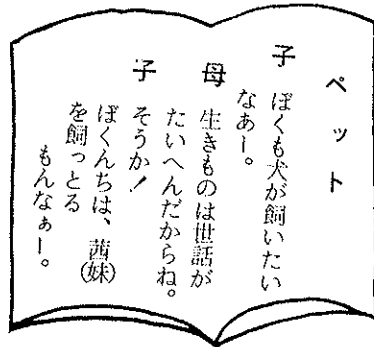 ペット
子 ぼくも犬が飼いたい
なあー。
母 生きものは世話が
たいへんだからね。
子 そうか！
ぼくんちは、茜(妹)
を飼っとる
もんなぁー。